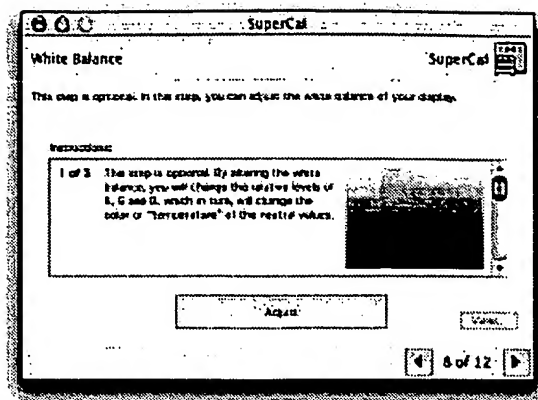 SuperCal
White Balance
SuperCal
This step is optional. In this step, you can adjust the white balance of your display.
Instructions:
1 of 3 This step is optional. By altering the white
balance, you will change the relative levels of
R, G and B, which in turn, will change the
color or "temperature" of the neutral values.
Adjust
8 of 12